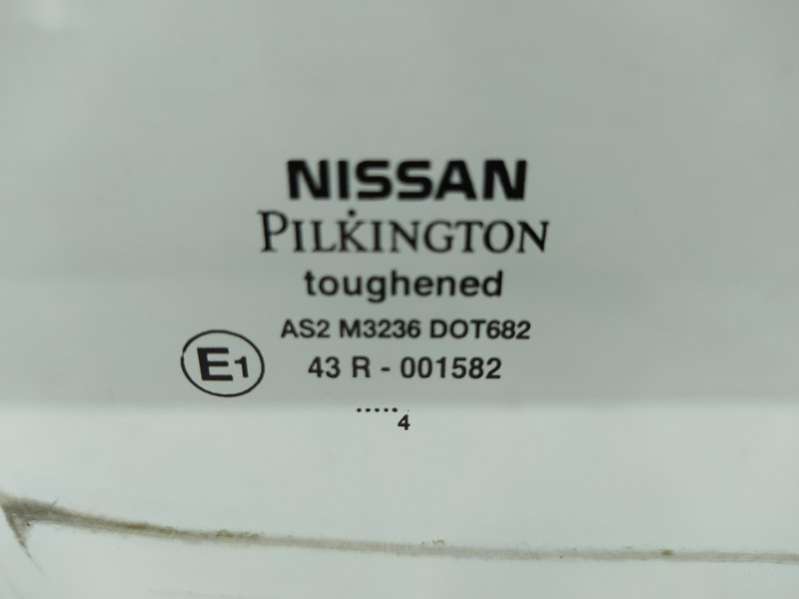 NISSAN
PILKINGTON
toughened
AS2 M3236 DOT682
E1 43 R - 001582
.....4